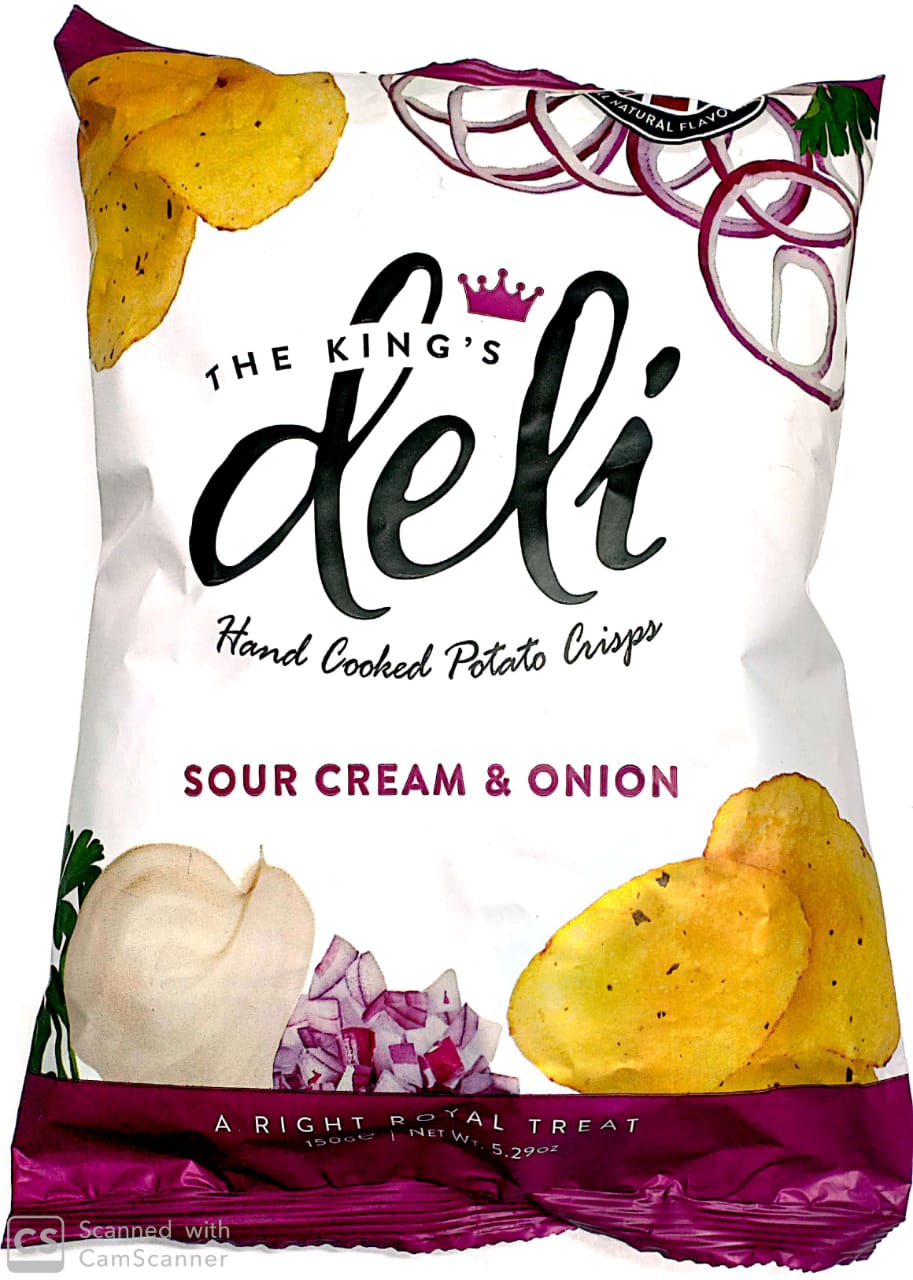 NATURAL FLAVO
THE KING'S
deli
Hand Cooked Potato Crisps
SOUR CREAM & ONION
A RIGHT ROYAL TREAT
150G℮ | NET WT. 5.29OZ
CS Scanned with
CamScanner